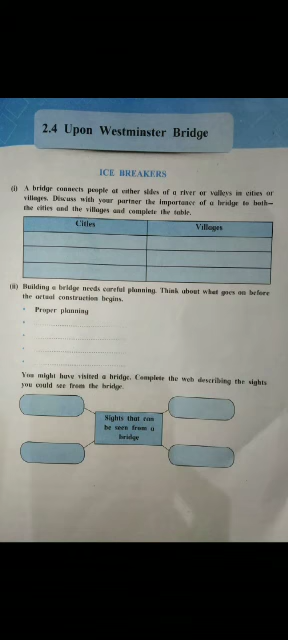 2.4 Upon Westminster Bridge
ICE BREAKERS
(i) A bridge connects people at either sides of a river or valleys in cities or
villages. Discuss with your partner the importance of a bridge to both—
the cities and the villages and complete the table.
Cities Villages
(ii) Building a bridge needs careful planning. Think about what goes on before
the actual construction begins.
• Proper planning
• ..............................
• ..............................
• ..............................
•
You might have visited a bridge. Complete the web describing the sights
you could see from the bridge.
Sights that can
be seen from a
bridge